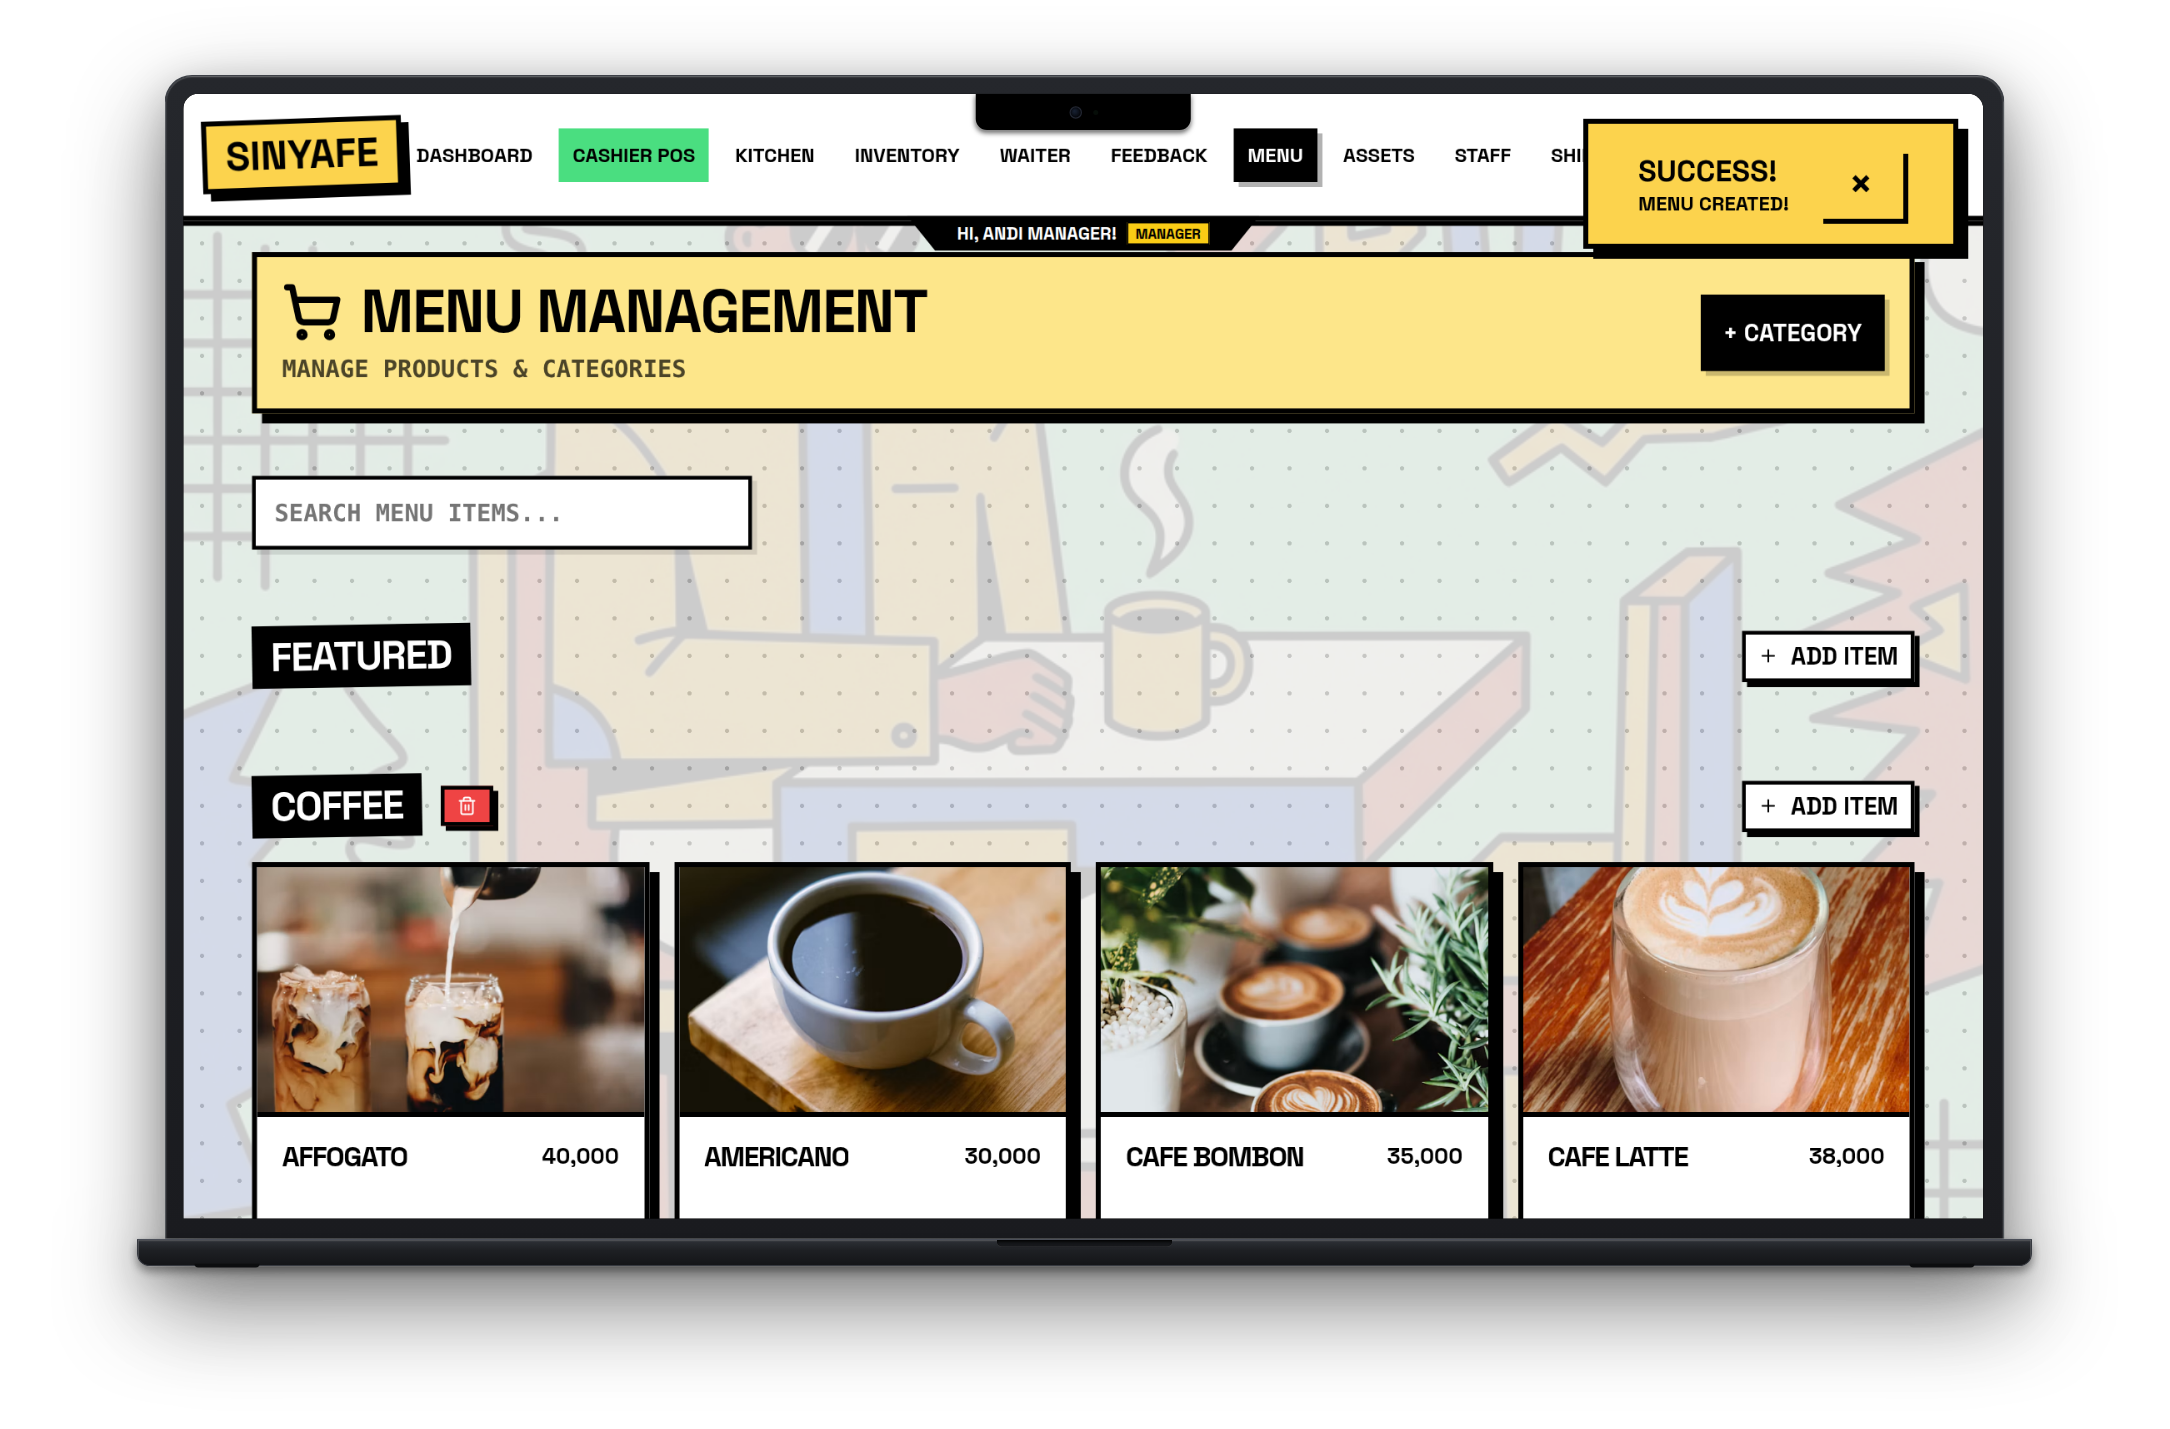 SINYAFE
DASHBOARD CASHIER POS KITCHEN INVENTORY WAITER FEEDBACK MENU ASSETS STAFF
SUCCESS!
MENU CREATED!
HI, ANDI MANAGER! MANAGER
MENU MANAGEMENT
MANAGE PRODUCTS & CATEGORIES
+ CATEGORY
SEARCH MENU ITEMS...
FEATURED
+ ADD ITEM
COFFEE
+ ADD ITEM
AFFOGATO 40,000
AMERICANO 30,000
CAFE BOMBON 35,000
CAFE LATTE 38,000